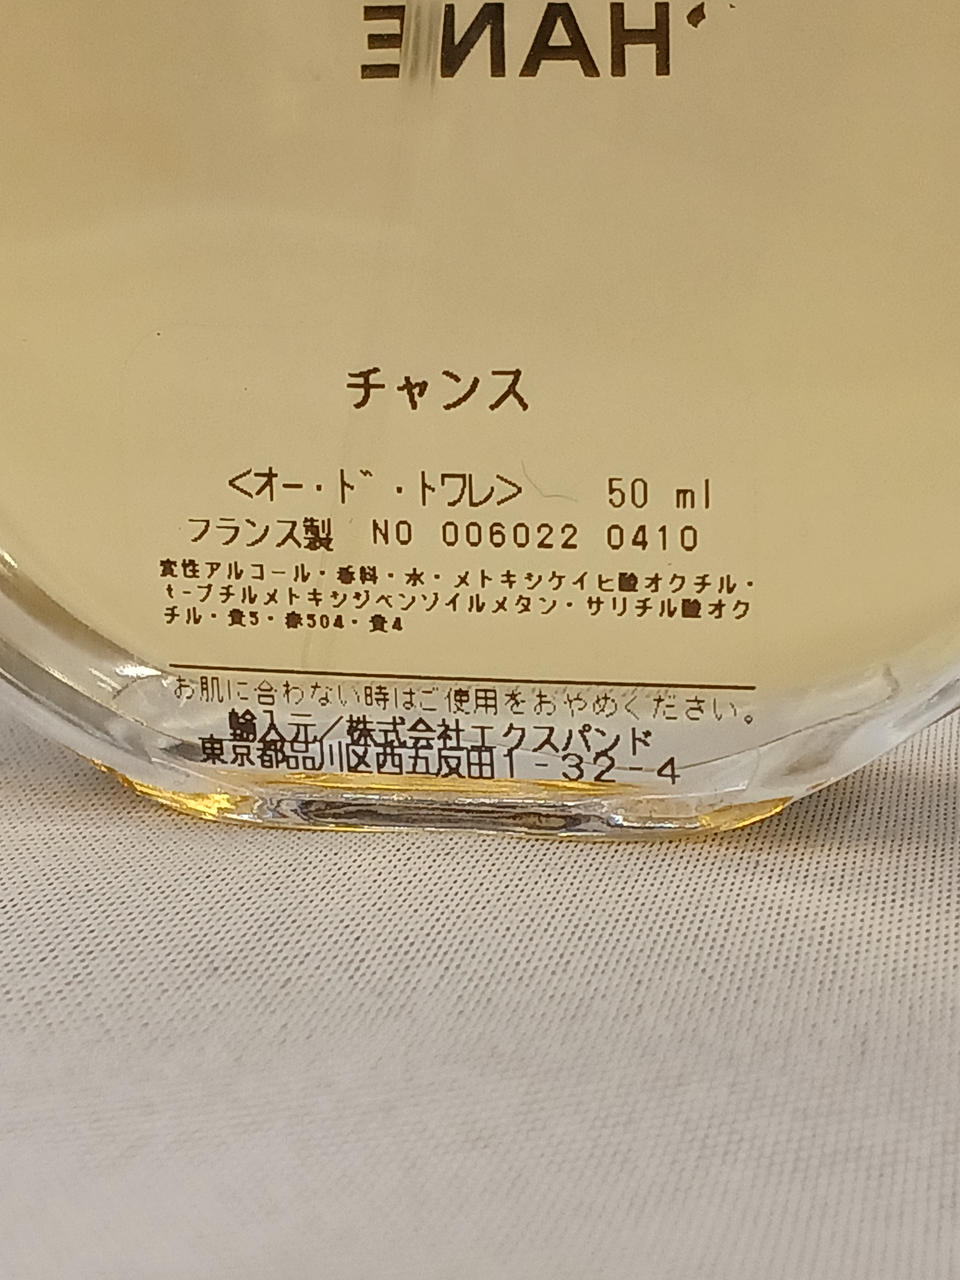 HANE
チャンス
<オー・ド・トワレ> 50 ml
フランス製 NO 006022 0410
変性アルコール・香料・水・メトキシケイヒ酸オクチル・
t-ブチルメトキシジベンゾイルメタン・サリチル酸オク
チル・黄5・赤504・黄4
お肌に合わない時はご使用をおやめください。
輸入元/株式会社エクスパンド
東京都品川区西五反田1-32-4